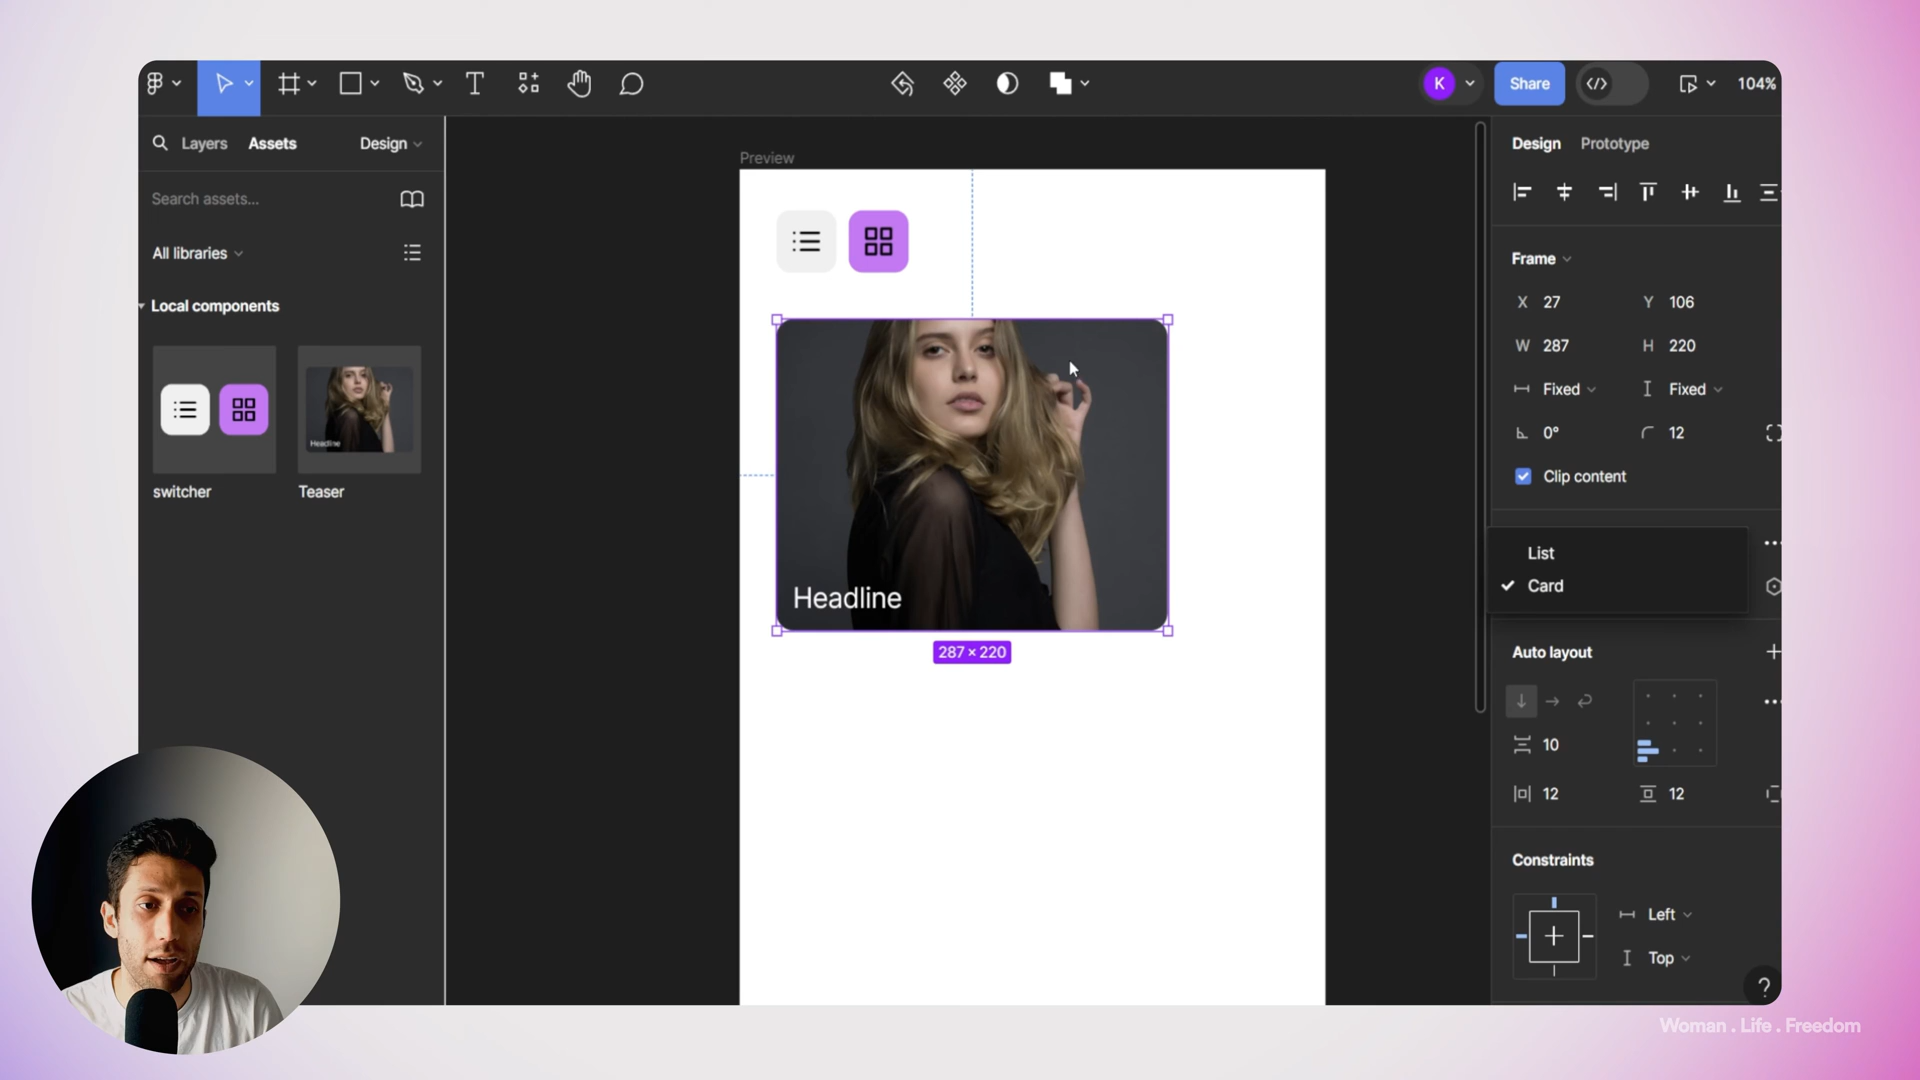 K
Share
104%
Layers
Assets
Design
Search assets...
All libraries
Local components
Headline
switcher
Teaser
Preview
Headline
287 × 220
Design
Prototype
Frame
X 27
Y 106
W 287
H 220
Fixed
Fixed
0°
12
Clip content
List
Card
Auto layout
10
12
12
Constraints
Left
Top
?
Woman . Life . Freedom